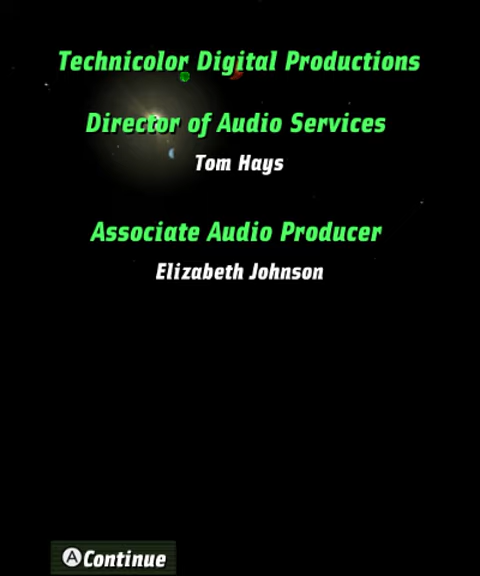 Technicolor Digital Productions
Director of Audio Services
Tom Hays
Associate Audio Producer
Elizabeth Johnson
A Continue